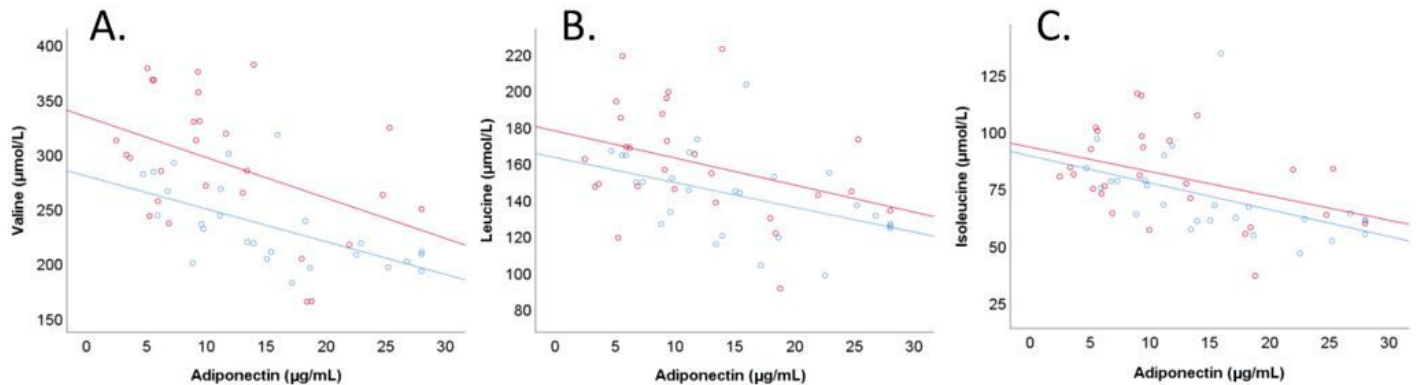 A.
400
350
300
250
200
150
Valine (µmol/L)
0 5 10 15 20 25 30
Adiponectin (µg/mL)
B.
220
200
180
160
140
120
100
80
Leucine (µmol/L)
0 5 10 15 20 25 30
Adiponectin (µg/mL)
C.
125
100
75
50
25
Isoleucine (µmol/L)
0 5 10 15 20 25 30
Adiponectin (µg/mL)